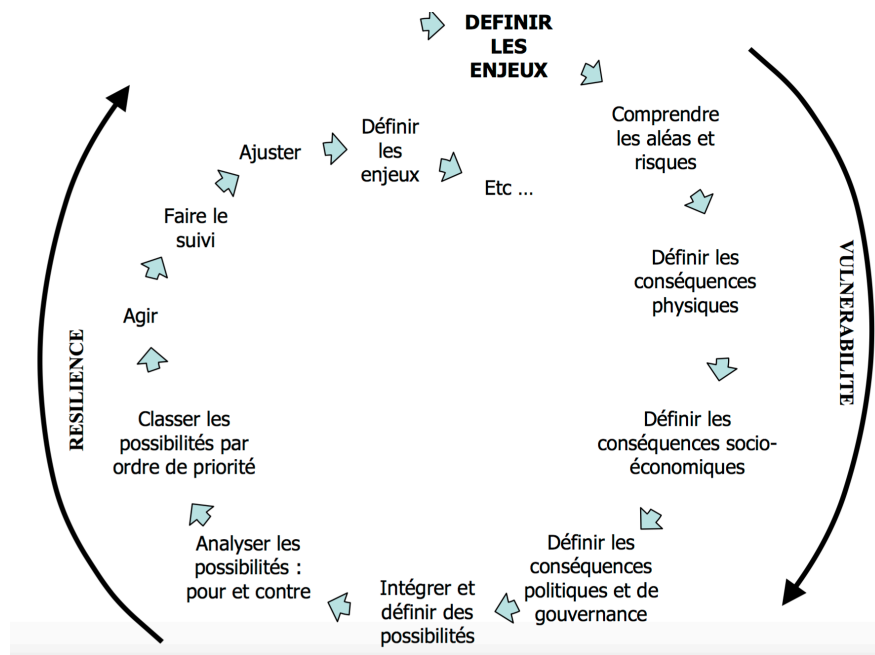 DEFINIR
LES
ENJEUX
Comprendre
les aléas et
risques
Définir les
conséquences
physiques
Définir les
conséquences socio-
économiques
Définir les
conséquences
politiques et de
gouvernance
Intégrer et
définir des
possibilités
Analyser les
possibilités :
pour et contre
Classer les
possibilités par
ordre de priorité
Agir
Faire le
suivi
Ajuster
Définir
les
enjeux
Etc ...
VULNERABILITE
RESILIENCE